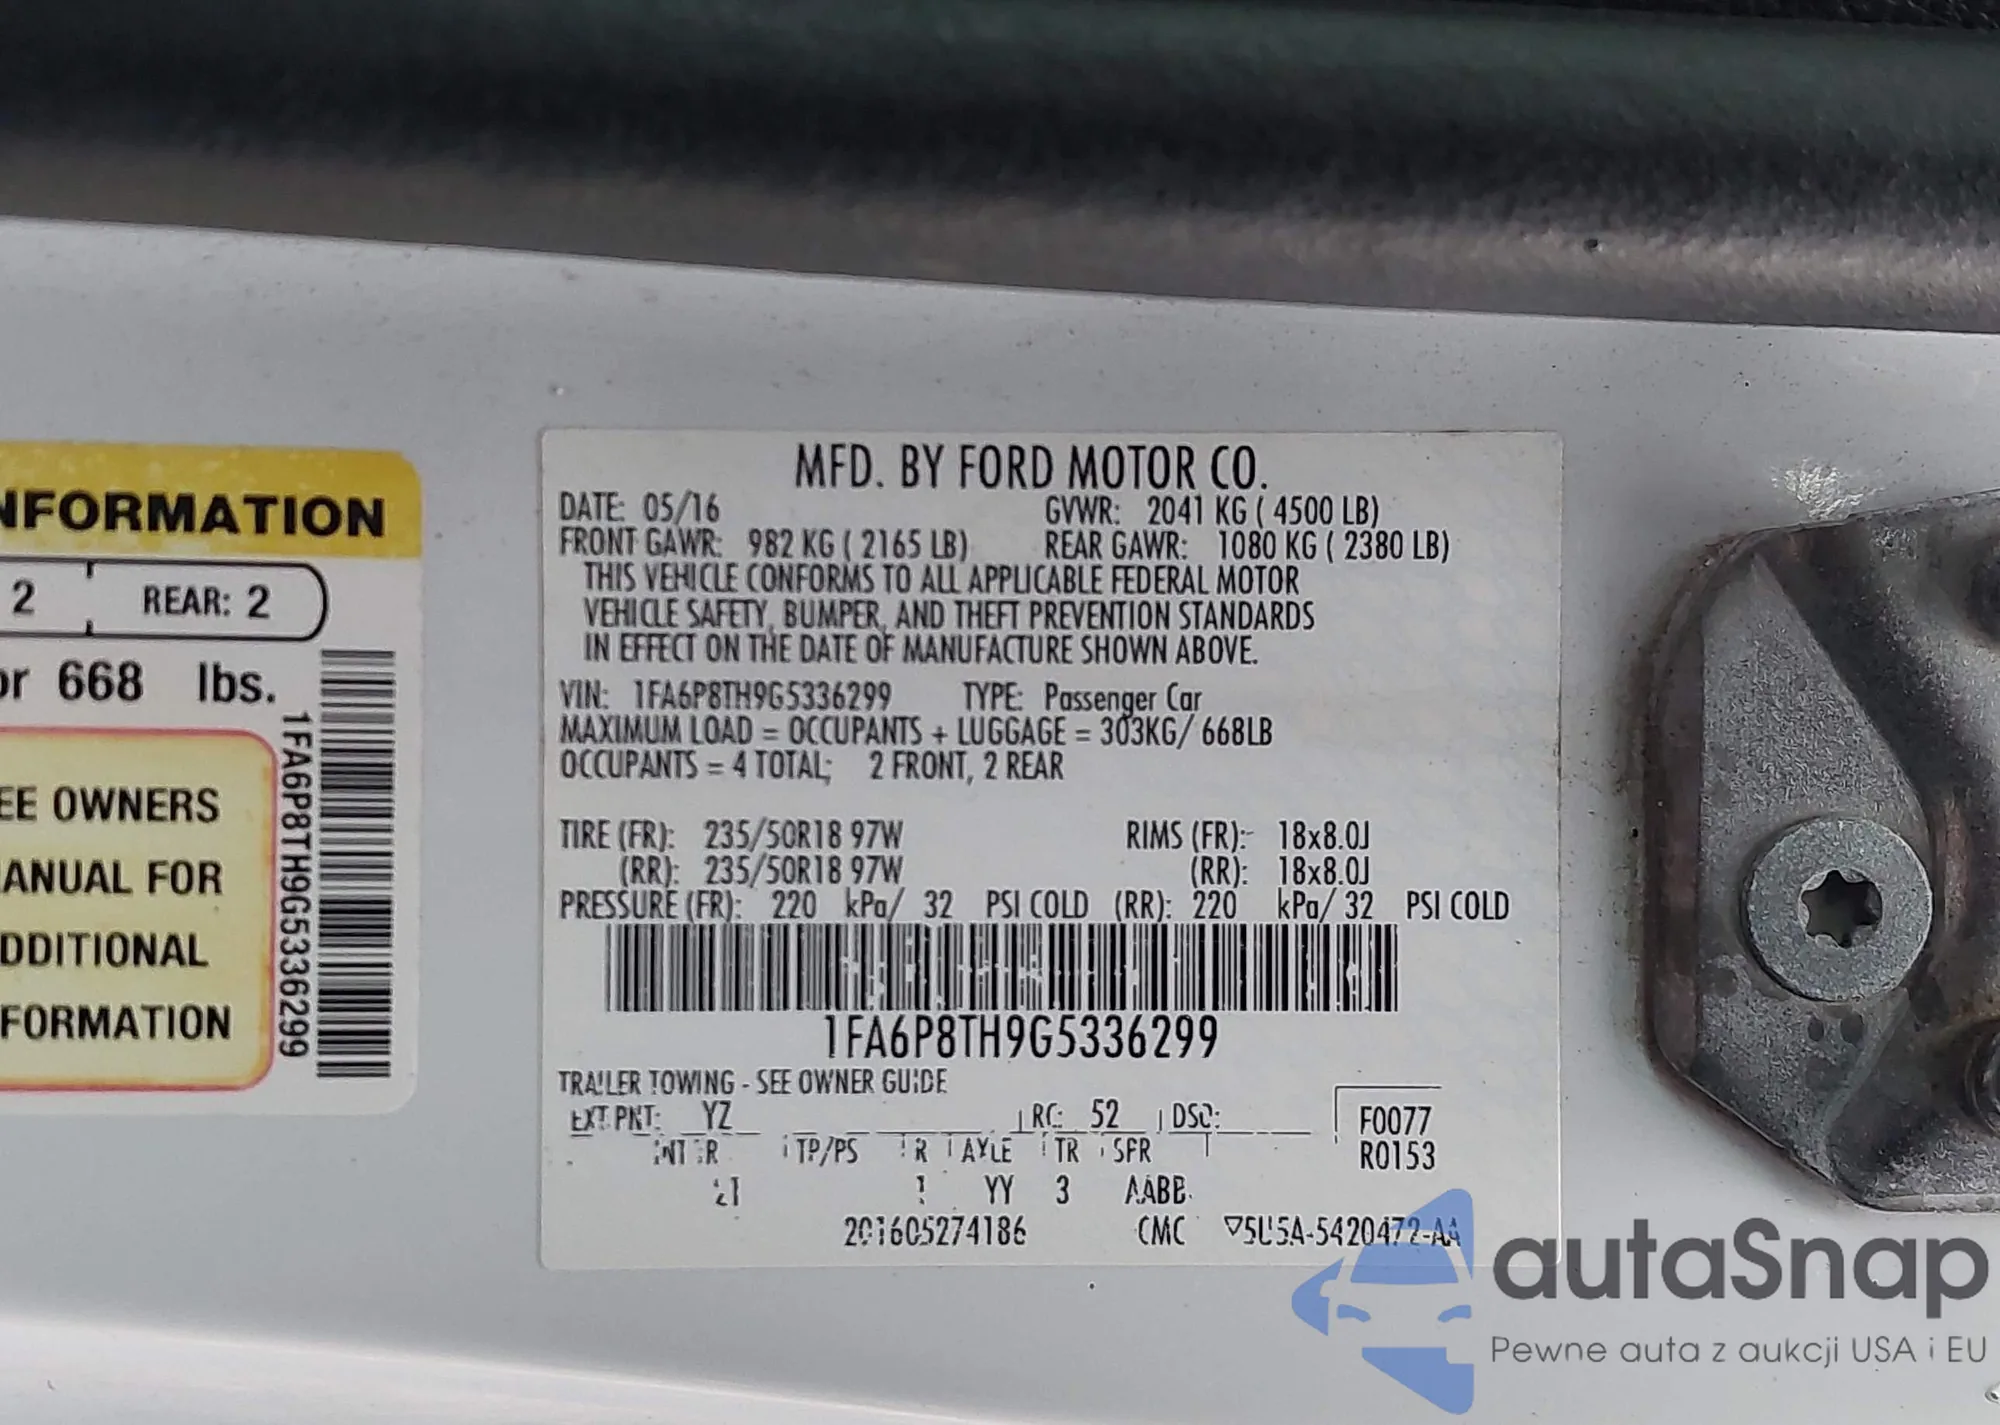 NFORMATION
2 REAR: 2
or 668 lbs.
EE OWNERS
ANUAL FOR
DDITIONAL
FORMATION
1FA6P8TH9G5336299
MFD. BY FORD MOTOR CO.
DATE: 05/16 GVWR: 2041 KG ( 4500 LB)
FRONT GAWR: 982 KG ( 2165 LB) REAR GAWR: 1080 KG ( 2380 LB)
THIS VEHICLE CONFORMS TO ALL APPLICABLE FEDERAL MOTOR
VEHICLE SAFETY, BUMPER, AND THEFT PREVENTION STANDARDS
IN EFFECT ON THE DATE OF MANUFACTURE SHOWN ABOVE.
VIN: 1FA6P8TH9G5336299 TYPE: Passenger Car
MAXIMUM LOAD = OCCUPANTS + LUGGAGE = 303KG/ 668LB
OCCUPANTS = 4 TOTAL; 2 FRONT, 2 REAR
TIRE (FR): 235/50R18 97W RIMS (FR):- 18x8.0J
(RR): 235/50R18 97W (RR): 18x8.0J
PRESSURE (FR): 220 kPa/ 32 PSI COLD (RR): 220 kPa/ 32 PSI COLD
1FA6P8TH9G5336299
TRAILER TOWING - SEE OWNER GUIDE
EXT PNT: YZ RC: 52 DSO: F0077
TP/PS R AXLE TR SPR R0153
YY 3 AABB
201605274186 CMC ▽5U5A-5420472-AA
autaSnap
Pewne auta z aukcji USA i EU